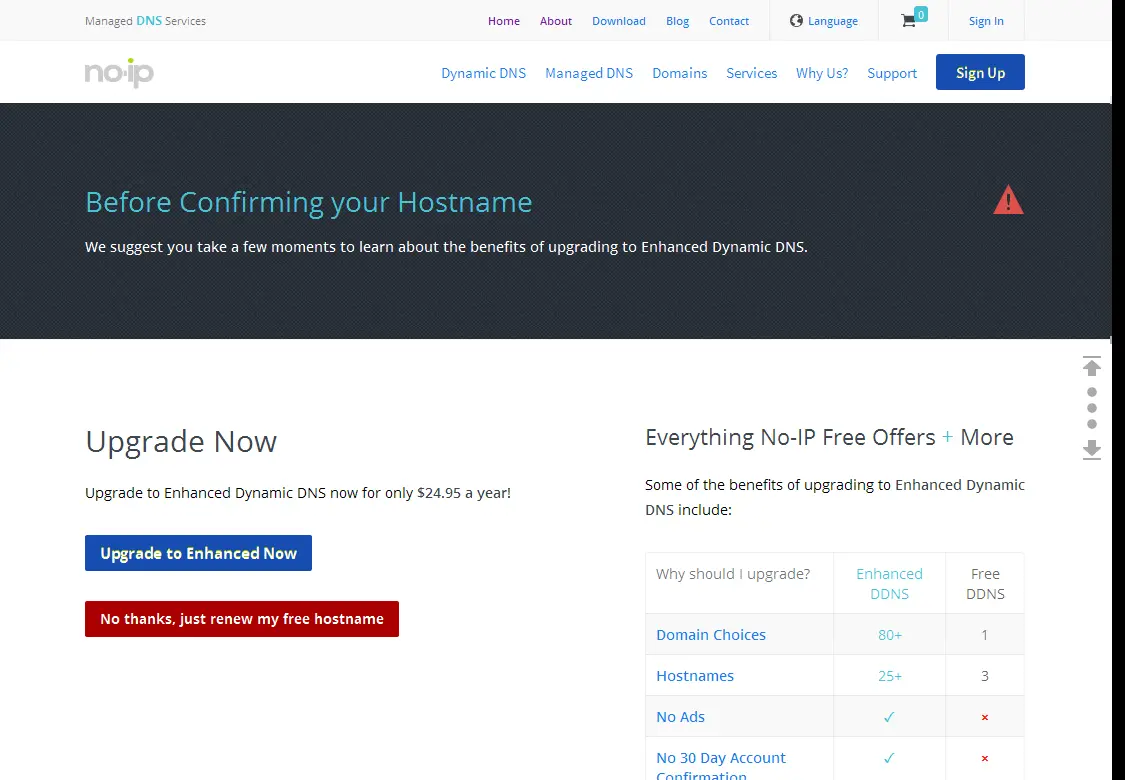 Managed DNS Services
Home About Download Blog Contact Language 0 Sign In
no-ip
Dynamic DNS Managed DNS Domains Services Why Us? Support Sign Up
Before Confirming your Hostname
We suggest you take a few moments to learn about the benefits of upgrading to Enhanced Dynamic DNS.
Upgrade Now
Upgrade to Enhanced Dynamic DNS now for only $24.95 a year!
Upgrade to Enhanced Now
No thanks, just renew my free hostname
Everything No-IP Free Offers + More
Some of the benefits of upgrading to Enhanced Dynamic
DNS include:
Why should I upgrade? Enhanced Free
DDNS DDNS
Domain Choices 80+ 1
Hostnames 25+ 3
No Ads ✓ ×
No 30 Day Account ✓ ×
Confirmation